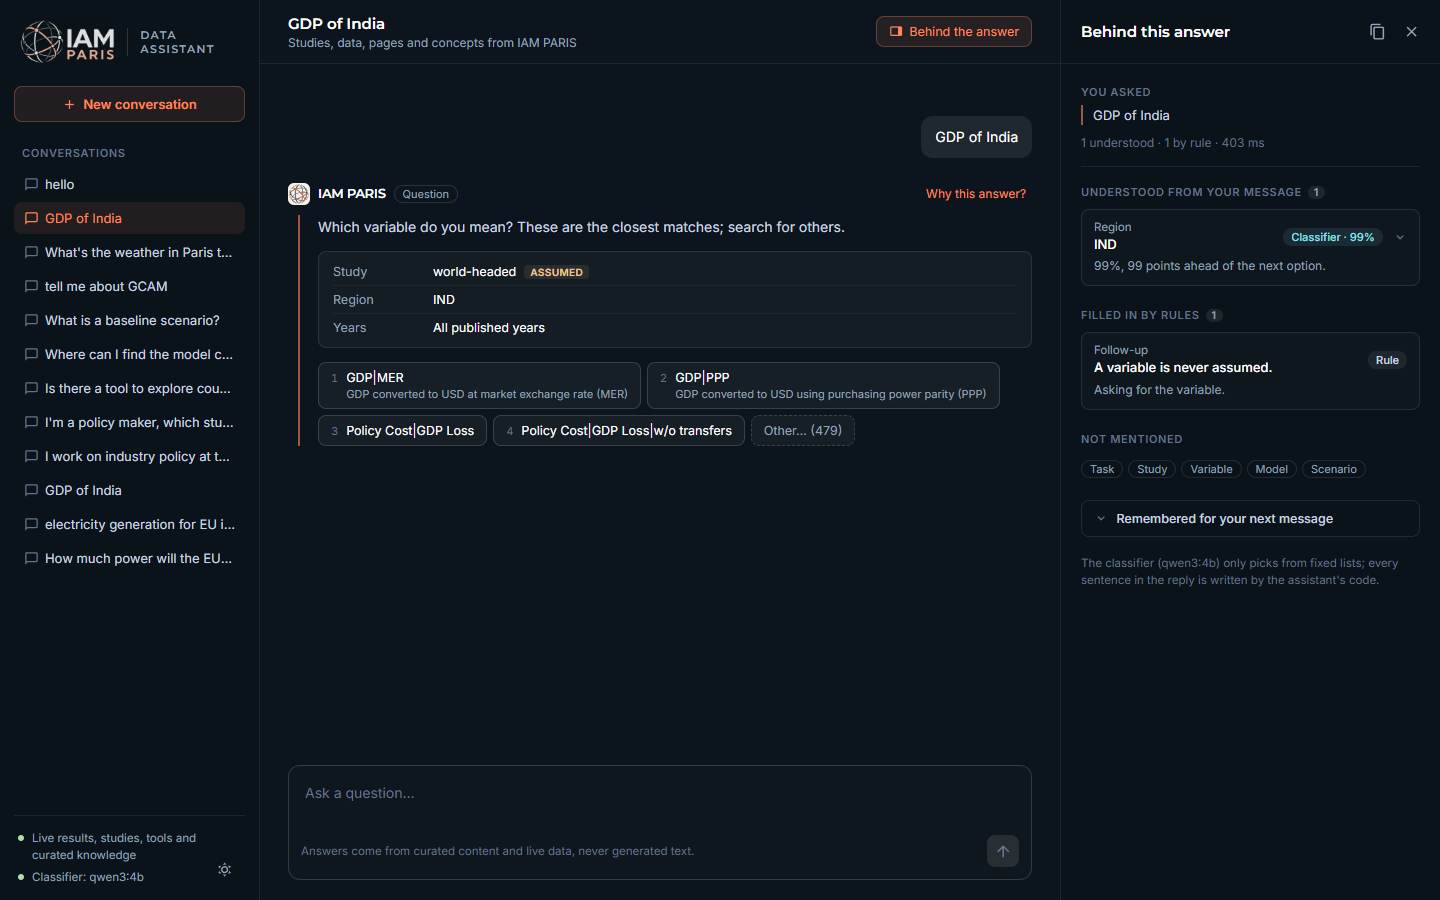 IAM
PARIS
DATA
ASSISTANT
+ New conversation
CONVERSATIONS
hello
GDP of India
What's the weather in Paris t...
tell me about GCAM
What is a baseline scenario?
Where can I find the model c...
Is there a tool to explore cou...
I'm a policy maker, which stu...
I work on industry policy at t...
GDP of India
electricity generation for EU i...
How much power will the EU...
Live results, studies, tools and
curated knowledge
Classifier: qwen3:4b
GDP of India
Studies, data, pages and concepts from IAM PARIS
Behind the answer
GDP of India
IAM PARIS Question
Why this answer?
Which variable do you mean? These are the closest matches; search for others.
Study world-headed ASSUMED
Region IND
Years All published years
1 GDP|MER
GDP converted to USD at market exchange rate (MER)
2 GDP|PPP
GDP converted to USD using purchasing power parity (PPP)
3 Policy Cost|GDP Loss
4 Policy Cost|GDP Loss|w/o transfers
Other... (479)
Ask a question...
Answers come from curated content and live data, never generated text.
Behind this answer
YOU ASKED
GDP of India
1 understood · 1 by rule · 403 ms
UNDERSTOOD FROM YOUR MESSAGE 1
Region
IND
Classifier · 99%
99%, 99 points ahead of the next option.
FILLED IN BY RULES 1
Follow-up
A variable is never assumed.
Rule
Asking for the variable.
NOT MENTIONED
Task Study Variable Model Scenario
Remembered for your next message
The classifier (qwen3:4b) only picks from fixed lists; every
sentence in the reply is written by the assistant's code.